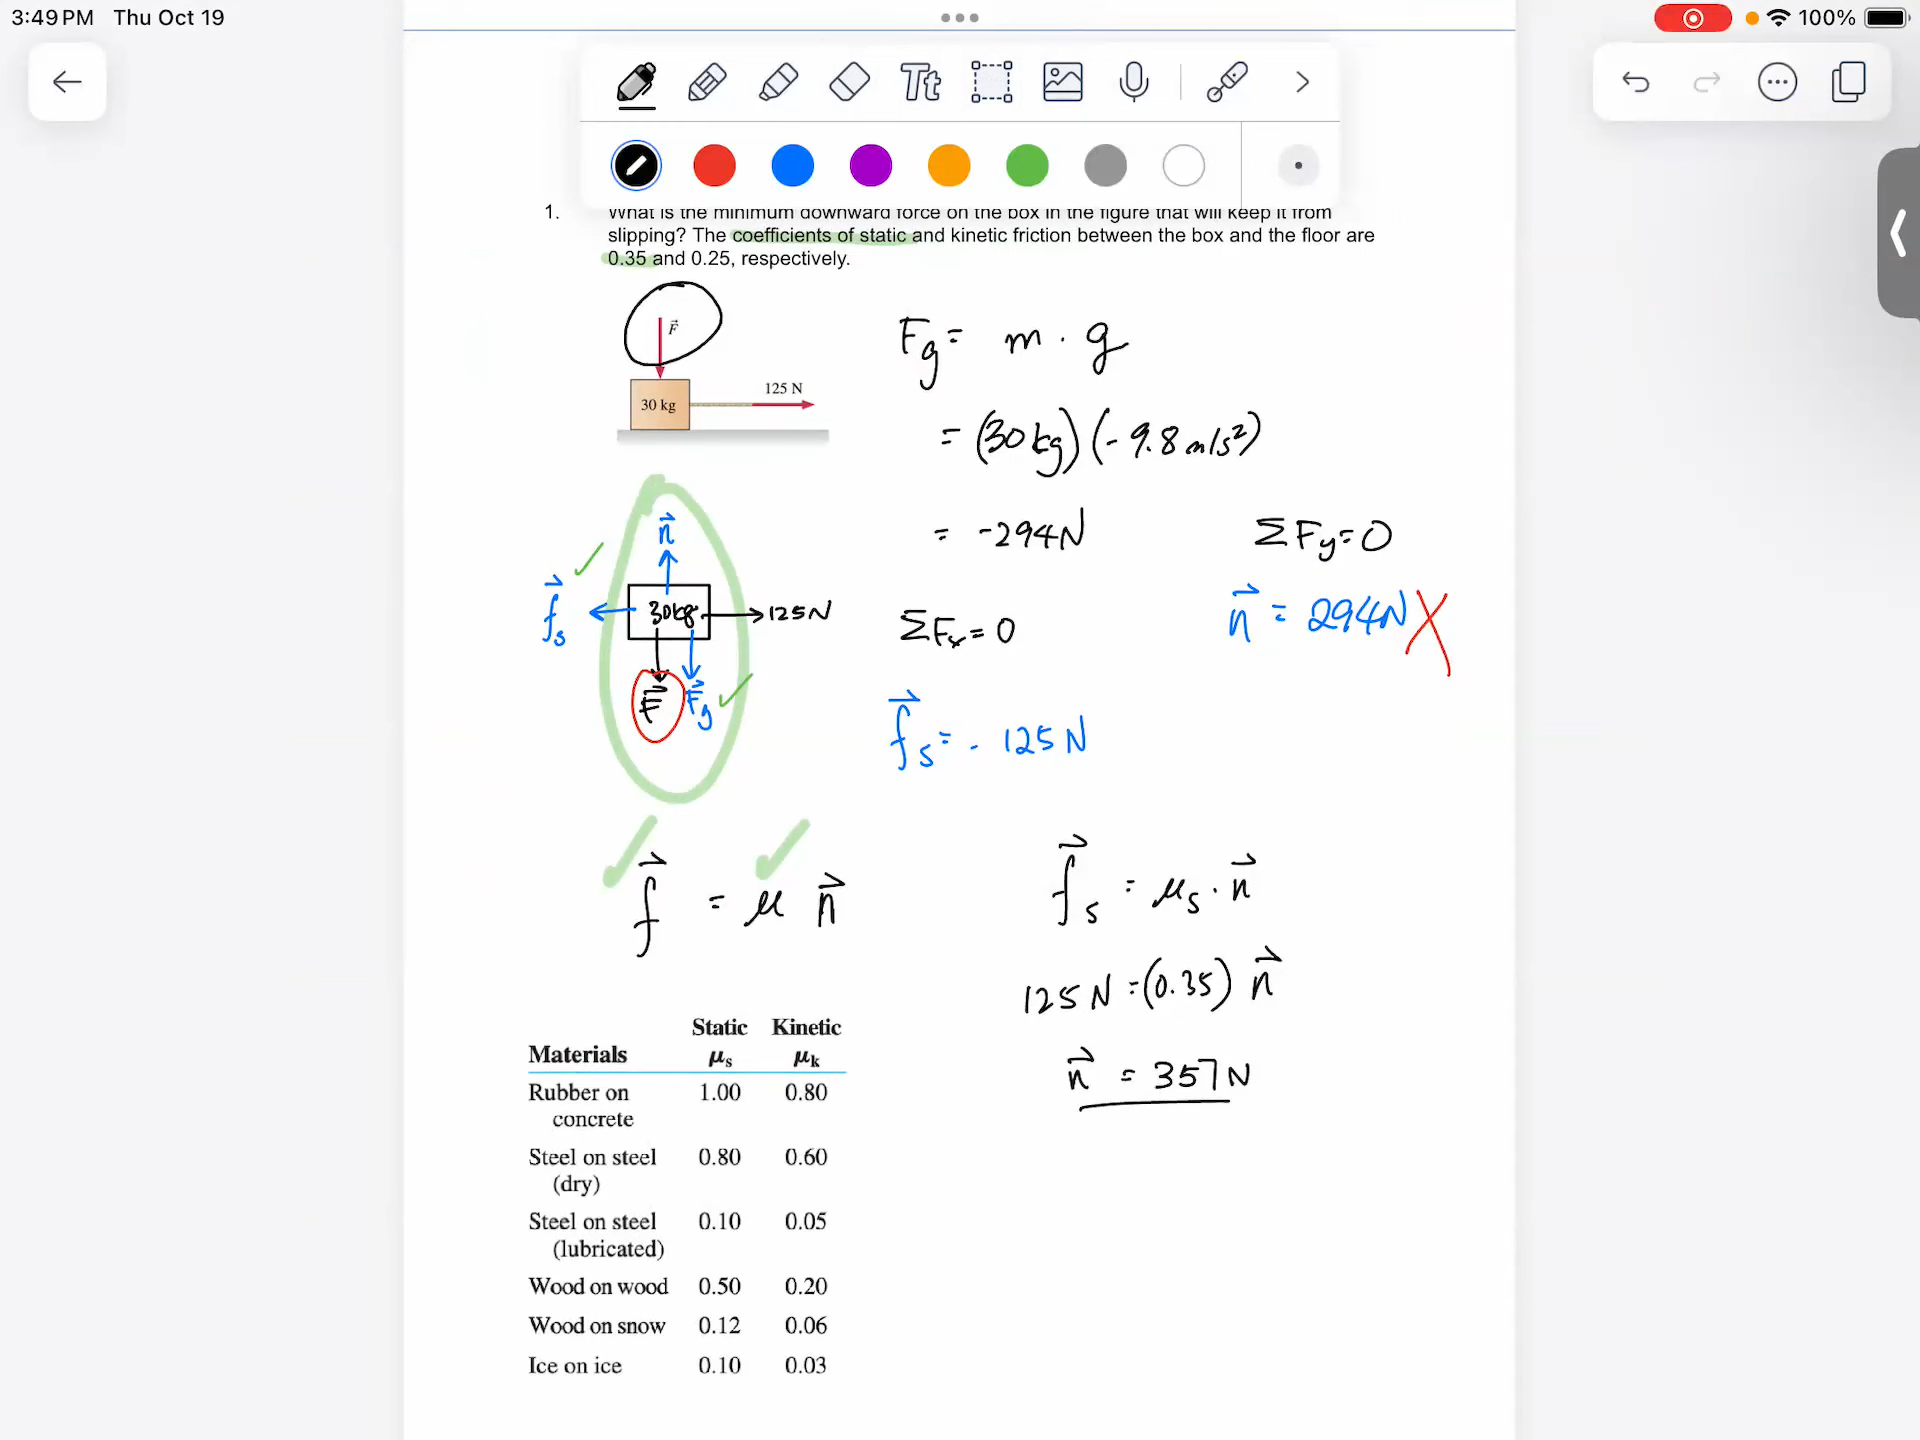 3:49 PM Thu Oct 19
100%
Tt
1. What is the minimum downward force on the box in the figure that will keep it from
slipping? The coefficients of static and kinetic friction between the box and the floor are
0.35 and 0.25, respectively.
F⃗
125 N
30 kg
Fg = m · g
= (30 kg) (-9.8 m/s²)
= -294N
ΣFy = 0
n⃗ = 294N
n⃗
f⃗s
30kg
125N
F⃗
F⃗g
ΣFx = 0
f⃗s = - 125 N
f⃗ = μ n⃗
f⃗s = μs · n⃗
125 N = (0.35) n⃗
n⃗ = 357 N
Static Kinetic
Materials μs μk
Rubber on 1.00 0.80
concrete
Steel on steel 0.80 0.60
(dry)
Steel on steel 0.10 0.05
(lubricated)
Wood on wood 0.50 0.20
Wood on snow 0.12 0.06
Ice on ice 0.10 0.03